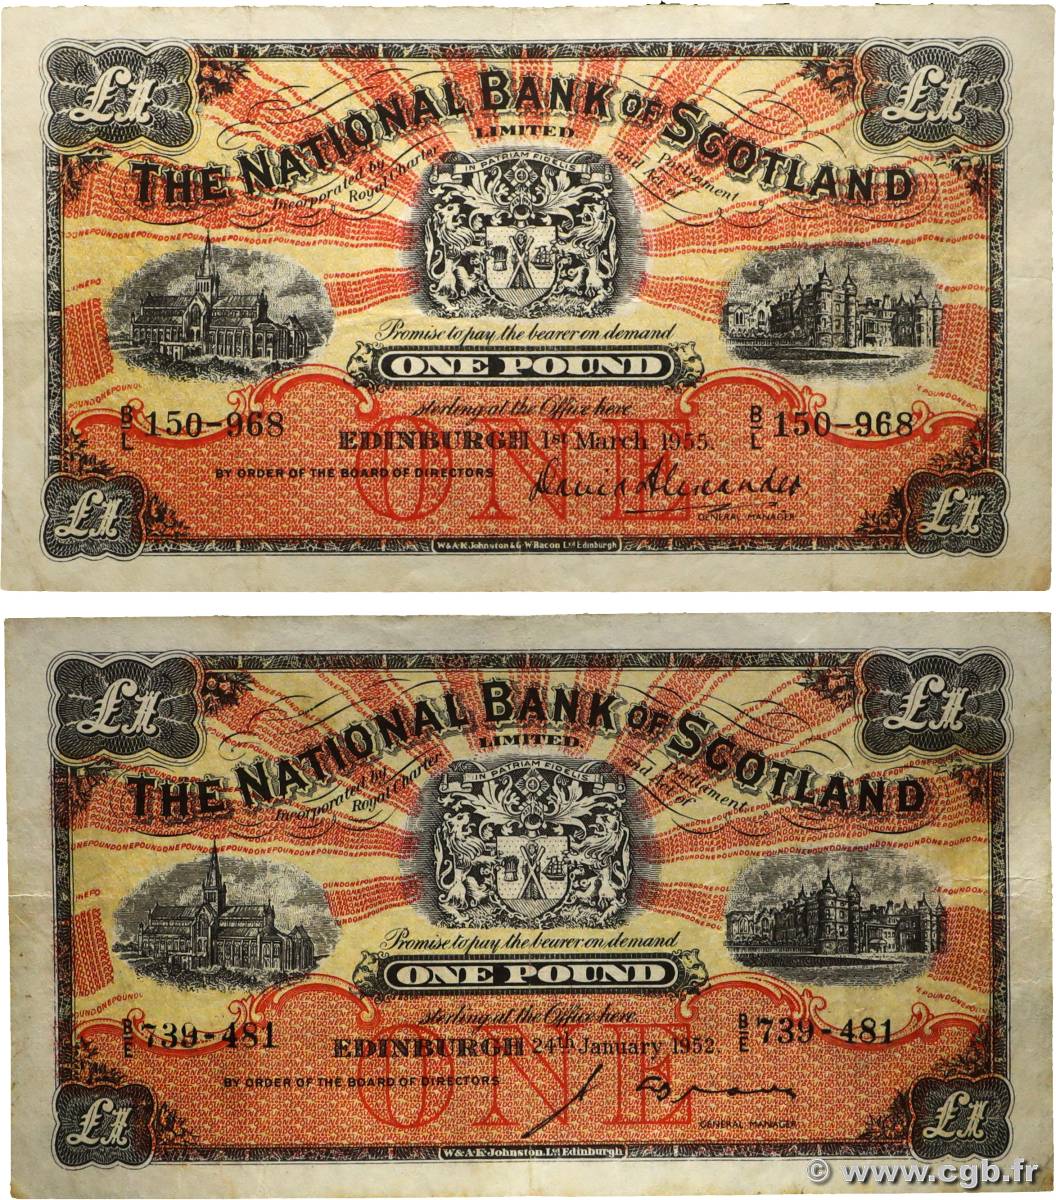 £1 £1
THE NATIONAL BANK OF SCOTLAND
LIMITED
Incorporated by Royal Charter and Act of Parliament
IN PATRIAM FIDELIS
Promise to pay the bearer on demand
ONE POUND
sterling at the Office here
B/L 150-968 B/L 150-968
EDINBURGH 1st March 1955.
ONE
BY ORDER OF THE BOARD OF DIRECTORS
David Alexander
GENERAL MANAGER
£1 £1
W & A.K. Johnston & G.W. Bacon Ltd Edinburgh
£1 £1
THE NATIONAL BANK OF SCOTLAND
LIMITED.
Incorporated by Royal Charter and Act of Parliament
IN PATRIAM FIDELIS
Promise to pay the bearer on demand
ONE POUND
sterling at the Office here
B/E 739-481 B/E 739-481
EDINBURGH 24th January 1952.
ONE
BY ORDER OF THE BOARD OF DIRECTORS
GENERAL MANAGER
£1 £1
W & A.K. Johnston, Ltd Edinburgh
© www.cgb.fr